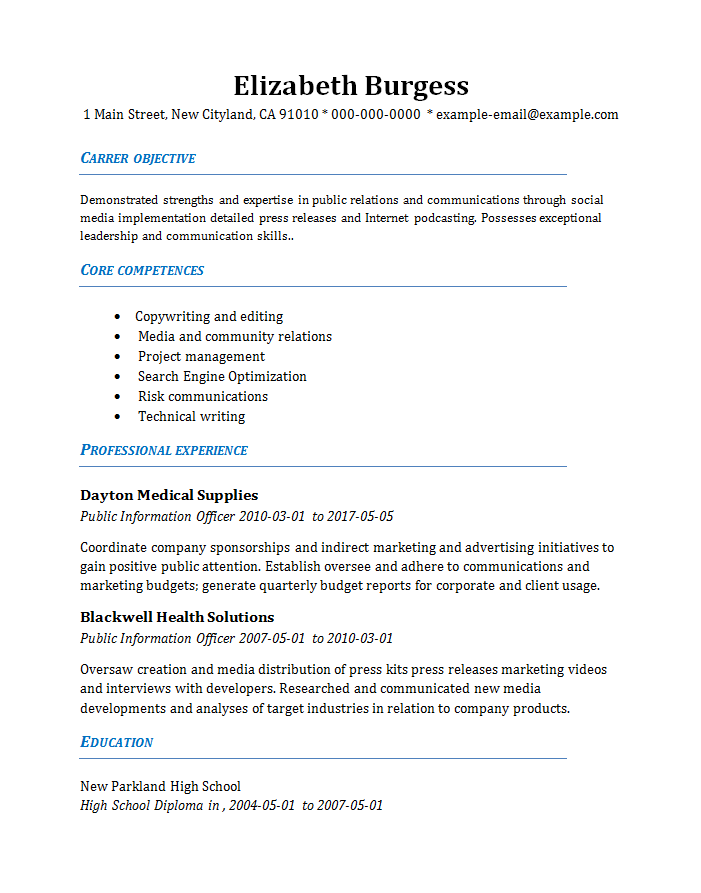 Elizabeth Burgess
1 Main Street, New Cityland, CA 91010 * 000-000-0000 * example-email@example.com
CARRER OBJECTIVE
Demonstrated strengths and expertise in public relations and communications through social
media implementation detailed press releases and Internet podcasting. Possesses exceptional
leadership and communication skills..
CORE COMPETENCES
• Copywriting and editing
• Media and community relations
• Project management
• Search Engine Optimization
• Risk communications
• Technical writing
PROFESSIONAL EXPERIENCE
Dayton Medical Supplies
Public Information Officer 2010-03-01 to 2017-05-05
Coordinate company sponsorships and indirect marketing and advertising initiatives to
gain positive public attention. Establish oversee and adhere to communications and
marketing budgets; generate quarterly budget reports for corporate and client usage.
Blackwell Health Solutions
Public Information Officer 2007-05-01 to 2010-03-01
Oversaw creation and media distribution of press kits press releases marketing videos
and interviews with developers. Researched and communicated new media
developments and analyses of target industries in relation to company products.
EDUCATION
New Parkland High School
High School Diploma in , 2004-05-01 to 2007-05-01